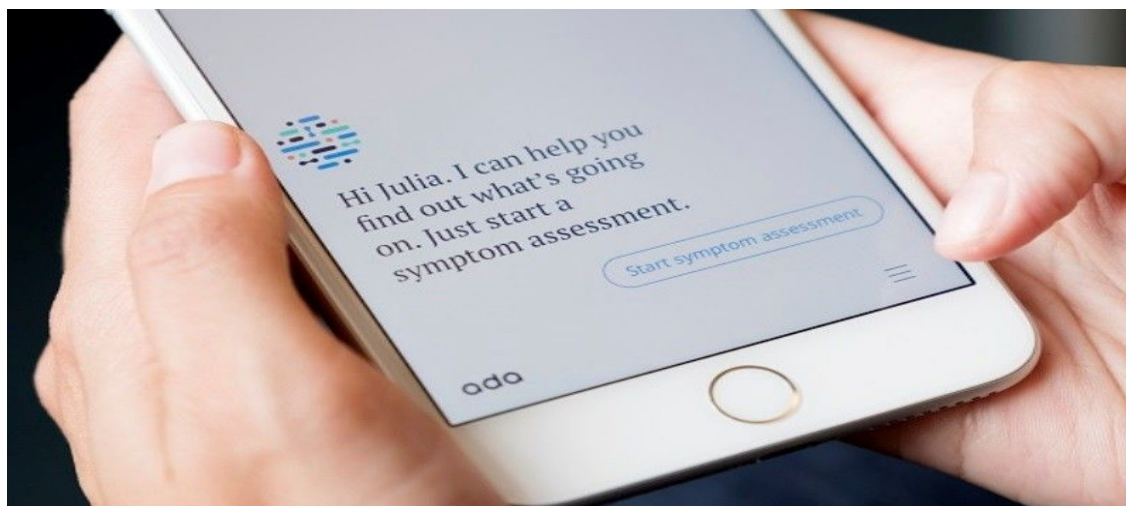 Hi Julia. I can help you
find out what's going
on. Just start a
symptom assessment.
Start symptom assessment
ada